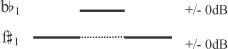 b♭1 +/- 0dB
f♯1 +/- 0dB